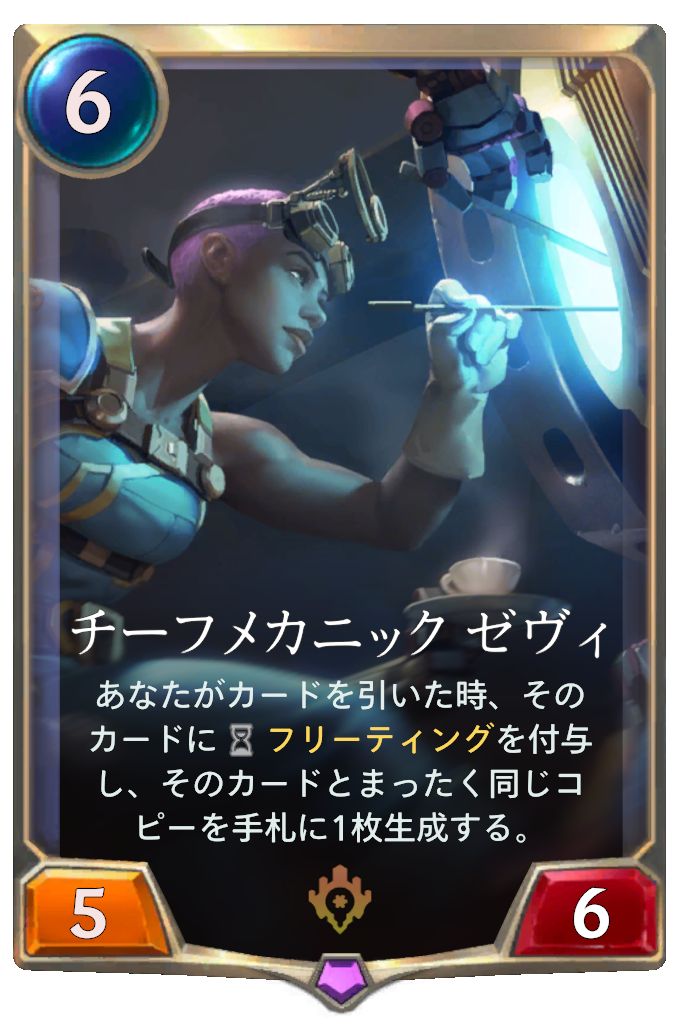 6
チーフメカニック ゼヴィ
あなたがカードを引いた時、その
カードに フリーティングを付与
し、そのカードとまったく同じコ
ピーを手札に1枚生成する。
5
6